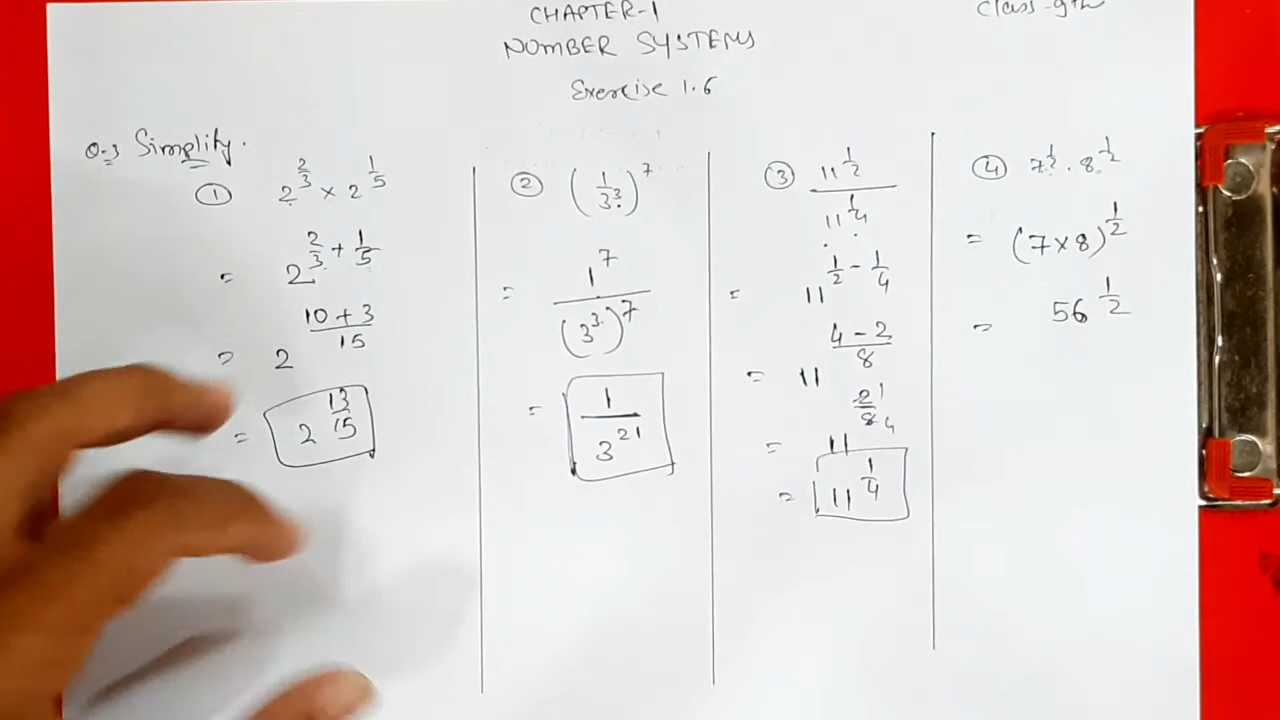 CHAPTER-1
Class-9th
NUMBER SYSTEMS
Exercise 1.6
Q-3 Simplify.
① 2^(2/3) × 2^(1/5)
= 2^(2/3 + 1/5)
= 2^((10 + 3)/15)
= 2^(13/15)
② (1/3^3)^7
= 1^7/(3^3)^7
= 1/3^21
③ 11^(1/2)/11^(1/4)
= 11^(1/2 - 1/4)
= 11^((4 - 2)/8)
= 11^(2/8) 1 4
= 11^(1/4)
④ 7^(1/2) . 8^(1/2)
= (7×8)^(1/2)
= 56^(1/2)